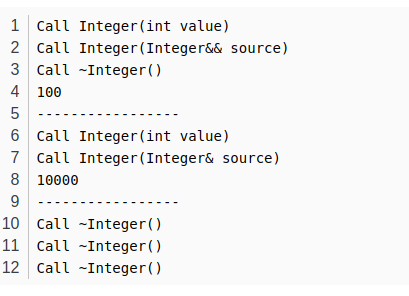 1 Call Integer(int value)
2 Call Integer(Integer&& source)
3 Call ~Integer()
4 100
5 -----------------
6 Call Integer(int value)
7 Call Integer(Integer& source)
8 10000
9 -----------------
10 Call ~Integer()
11 Call ~Integer()
12 Call ~Integer()